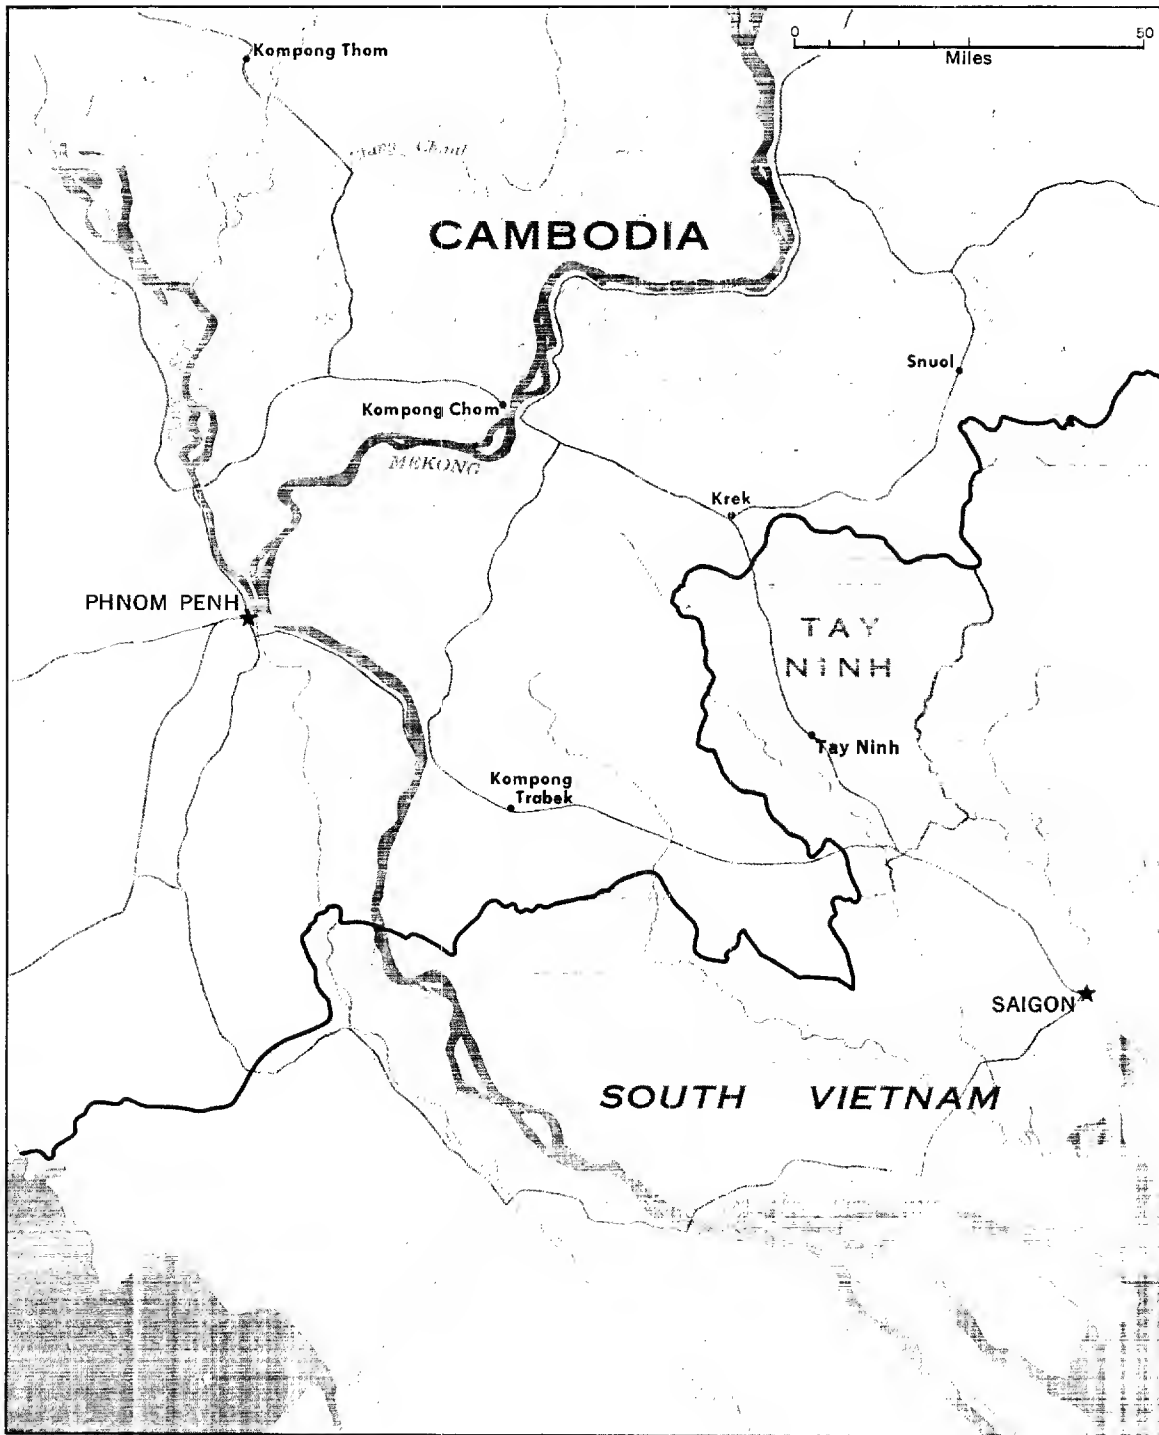 Kompong Thom
0 50
Miles
CAMBODIA
Snuol
Kompong Chom
MEKONG
Krek
PHNOM PENH
TAY
NINH
Tay Ninh
Kompong
Trabek
SAIGON
SOUTH VIETNAM